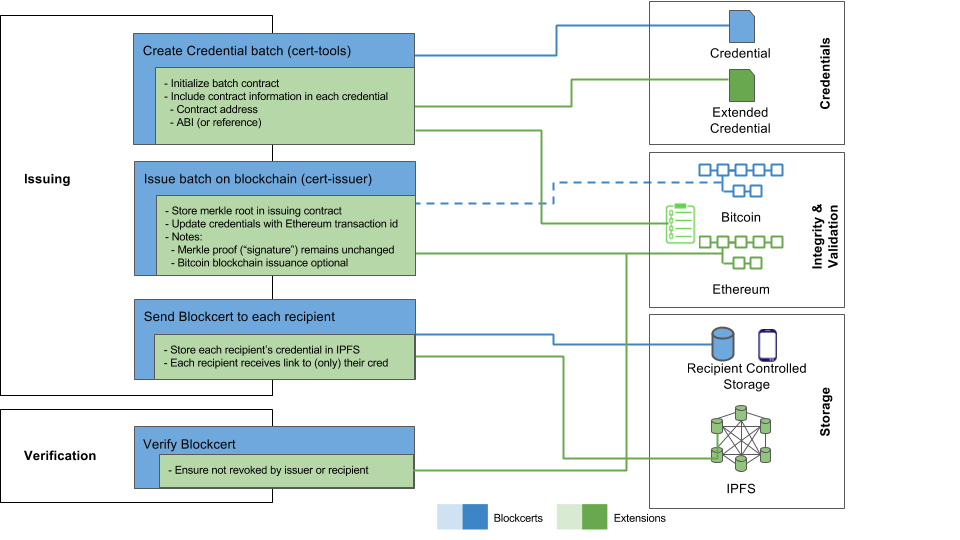 Issuing
Create Credential batch (cert-tools)
- Initialize batch contract
- Include contract information in each credential
- Contract address
- ABI (or reference)
Issue batch on blockchain (cert-issuer)
- Store merkle root in issuing contract
- Update credentials with Ethereum transaction id
- Notes:
- Merkle proof (“signature”) remains unchanged
- Bitcoin blockchain issuance optional
Send Blockcert to each recipient
- Store each recipient’s credential in IPFS
- Each recipient receives link to (only) their cred
Verification
Verify Blockcert
- Ensure not revoked by issuer or recipient
Credential
Extended
Credential
Credentials
Bitcoin
Ethereum
Integrity &
Validation
Recipient Controlled
Storage
IPFS
Storage
Blockcerts
Extensions